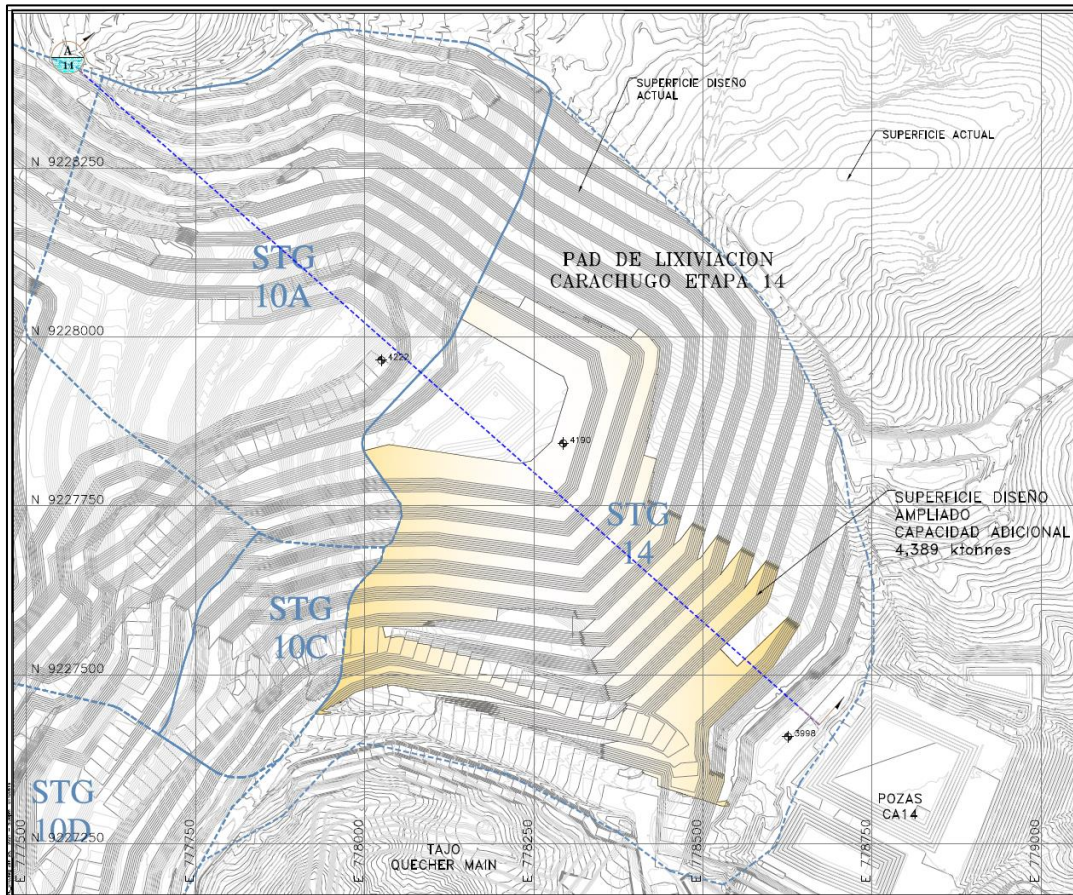 A
14
SUPERFICIE DISEÑO
ACTUAL
SUPERFICIE ACTUAL
N 9228250
STG
10A
PAD DE LIXIVIACION
CARACHUGO ETAPA 14
N 9228000
4222
4190
N 9227750
STG
14
SUPERFICIE DISEÑO
AMPLIADO
CAPACIDAD ADICIONAL
4,389 ktonnes
STG
10C
N 9227500
3998
STG
10D
POZAS
CA14
N 9227250
TAJO
QUECHER MAIN
E 777500
E 777750
E 778000
E 778250
E 778500
E 778750
E 779000